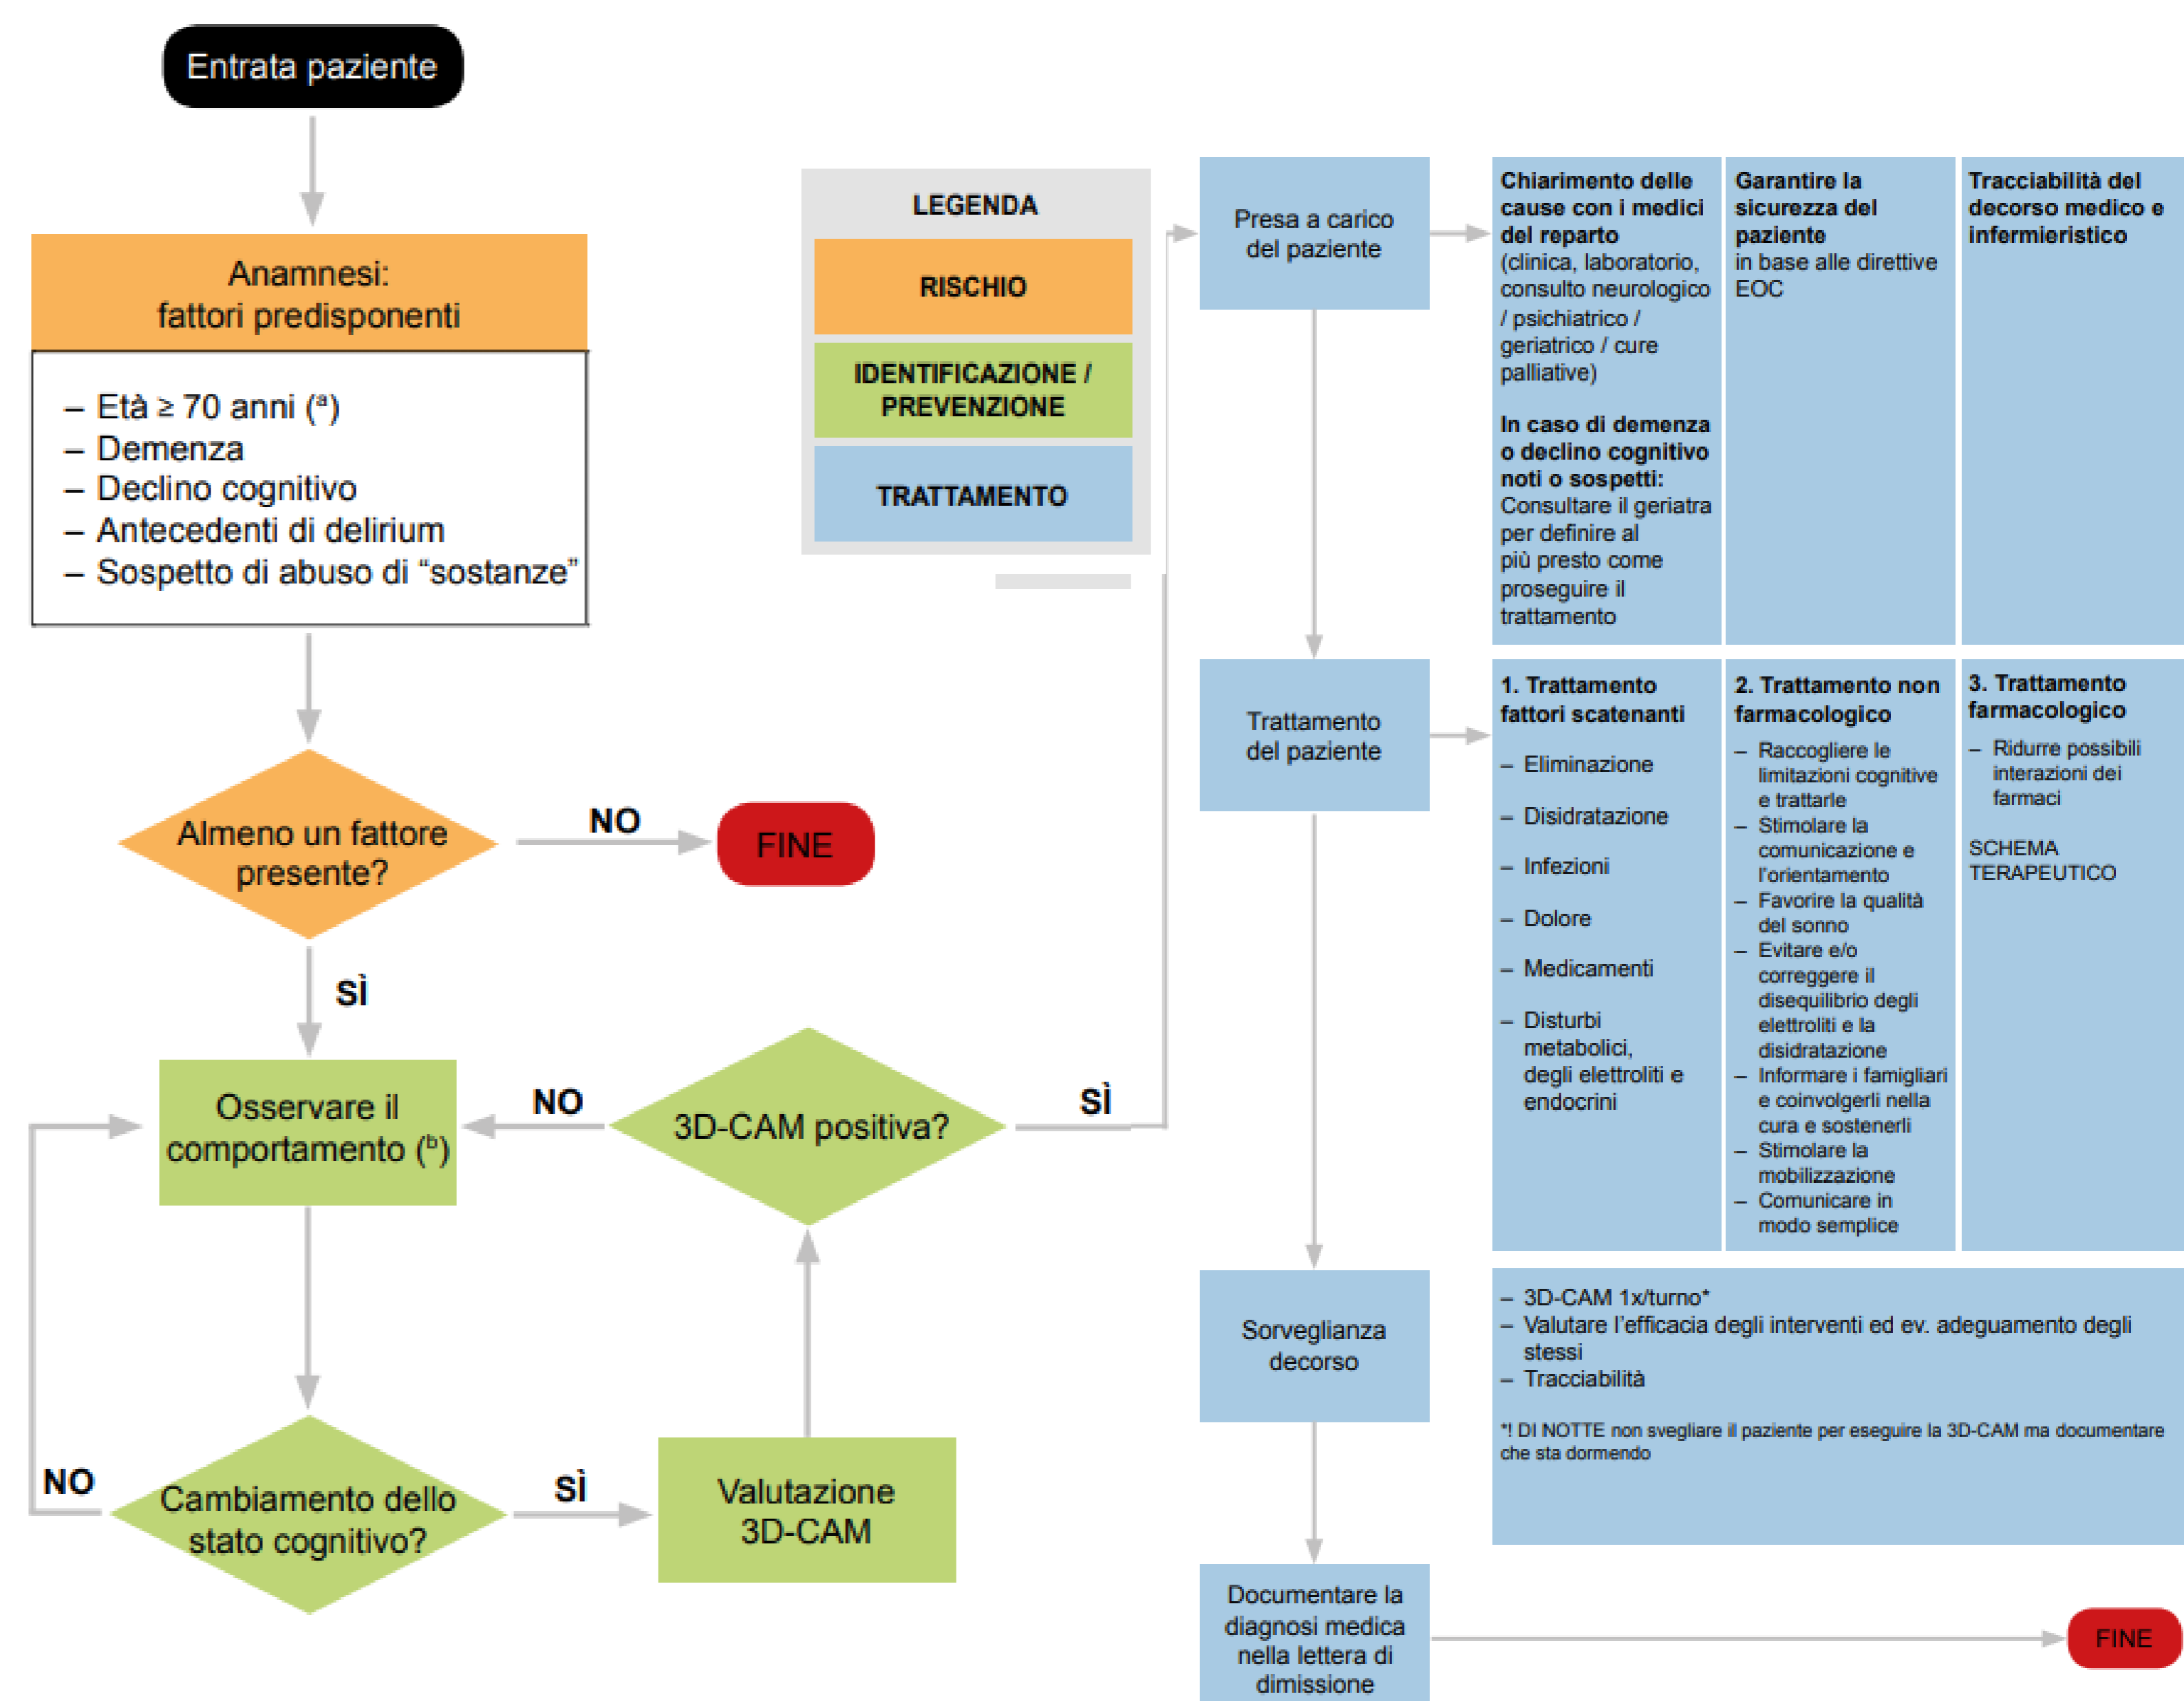 Entrata paziente
Anamnesi:
fattori predisponenti
– Età ≥ 70 anni (ª)
– Demenza
– Declino cognitivo
– Antecedenti di delirium
– Sospetto di abuso di “sostanze”
Almeno un fattore
presente?
NO
FINE
SÌ
Osservare il
comportamento (ᵇ)
NO
3D-CAM positiva?
SÌ
Cambiamento dello
stato cognitivo?
NO
SÌ
Valutazione
3D-CAM
LEGENDA
RISCHIO
IDENTIFICAZIONE /
PREVENZIONE
TRATTAMENTO
Presa a carico
del paziente
Chiarimento delle
cause con i medici
del reparto
(clinica, laboratorio,
consulto neurologico
/ psichiatrico /
geriatrico / cure
palliative)
In caso di demenza
o declino cognitivo
noti o sospetti:
Consultare il geriatra
per definire al
più presto come
proseguire il
trattamento
Garantire la
sicurezza del
paziente
in base alle direttive
EOC
Tracciabilità del
decorso medico e
infermieristico
Trattamento
del paziente
1. Trattamento
fattori scatenanti
– Eliminazione
– Disidratazione
– Infezioni
– Dolore
– Medicamenti
– Disturbi
metabolici,
degli elettroliti e
endocrini
2. Trattamento non
farmacologico
– Raccogliere le
limitazioni cognitive
e trattarle
– Stimolare la
comunicazione e
l’orientamento
– Favorire la qualità
del sonno
– Evitare e/o
correggere il
disequilibrio degli
elettroliti e la
disidratazione
– Informare i famigliari
e coinvolgerli nella
cura e sostenerli
– Stimolare la
mobilizzazione
– Comunicare in
modo semplice
3. Trattamento
farmacologico
– Ridurre possibili
interazioni dei
farmaci
SCHEMA
TERAPEUTICO
Sorveglianza
decorso
– 3D-CAM 1x/turno*
– Valutare l’efficacia degli interventi ed ev. adeguamento degli
stessi
– Tracciabilità
*! DI NOTTE non svegliare il paziente per eseguire la 3D-CAM ma documentare
che sta dormendo
Documentare la
diagnosi medica
nella lettera di
dimissione
FINE